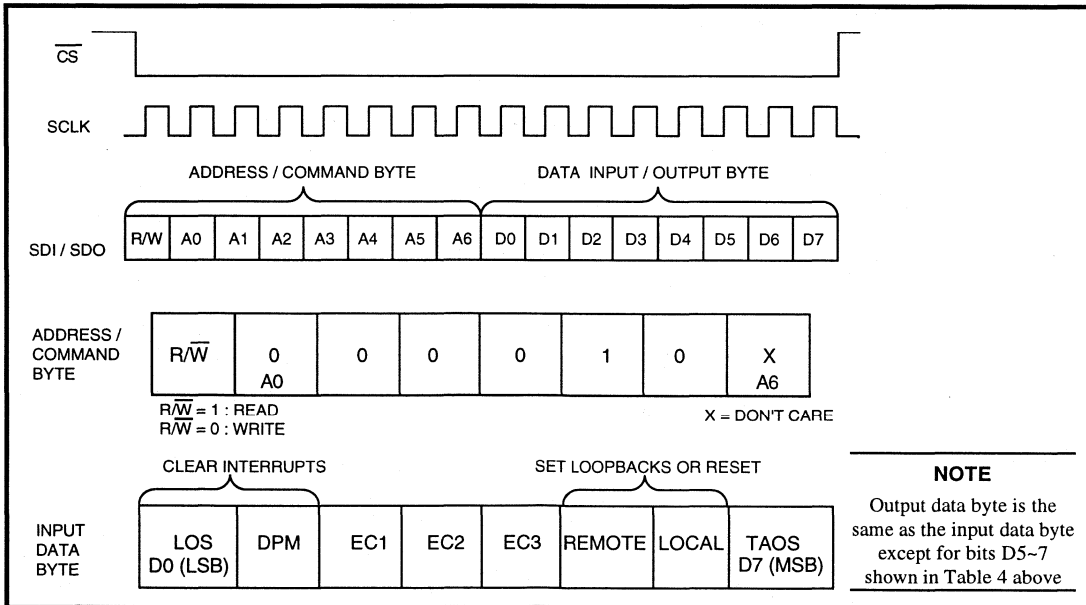 CS
SCLK
ADDRESS / COMMAND BYTE
DATA INPUT / OUTPUT BYTE
SDI / SDO
R/W A0 A1 A2 A3 A4 A5 A6 D0 D1 D2 D3 D4 D5 D6 D7
ADDRESS /
COMMAND
BYTE
R/W 0 0 0 0 1 0 X
A0 A6
R/W = 1 : READ
R/W = 0 : WRITE
X = DON'T CARE
CLEAR INTERRUPTS
SET LOOPBACKS OR RESET
INPUT
DATA
BYTE
LOS DPM EC1 EC2 EC3 REMOTE LOCAL TAOS
D0 (LSB) D7 (MSB)
NOTE
Output data byte is the
same as the input data byte
except for bits D5~7
shown in Table 4 above